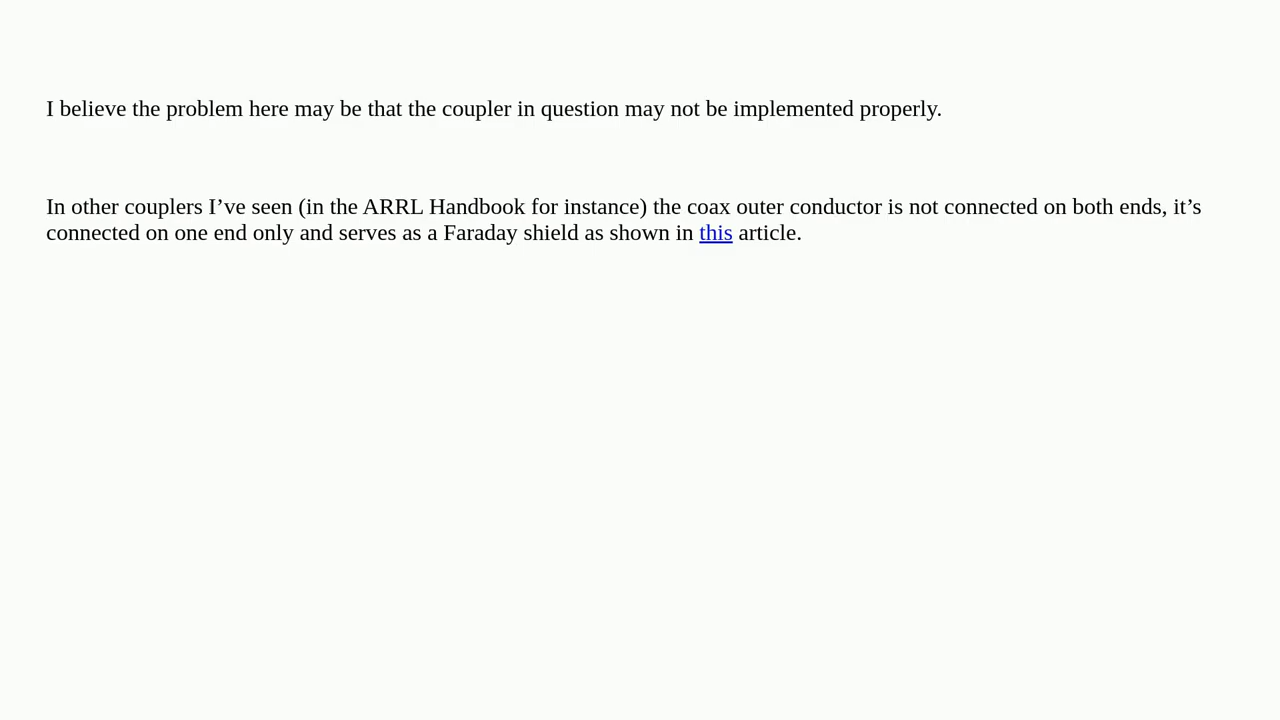 I believe the problem here may be that the coupler in question may not be implemented properly.
In other couplers I’ve seen (in the ARRL Handbook for instance) the coax outer conductor is not connected on both ends, it’s
connected on one end only and serves as a Faraday shield as shown in this article.